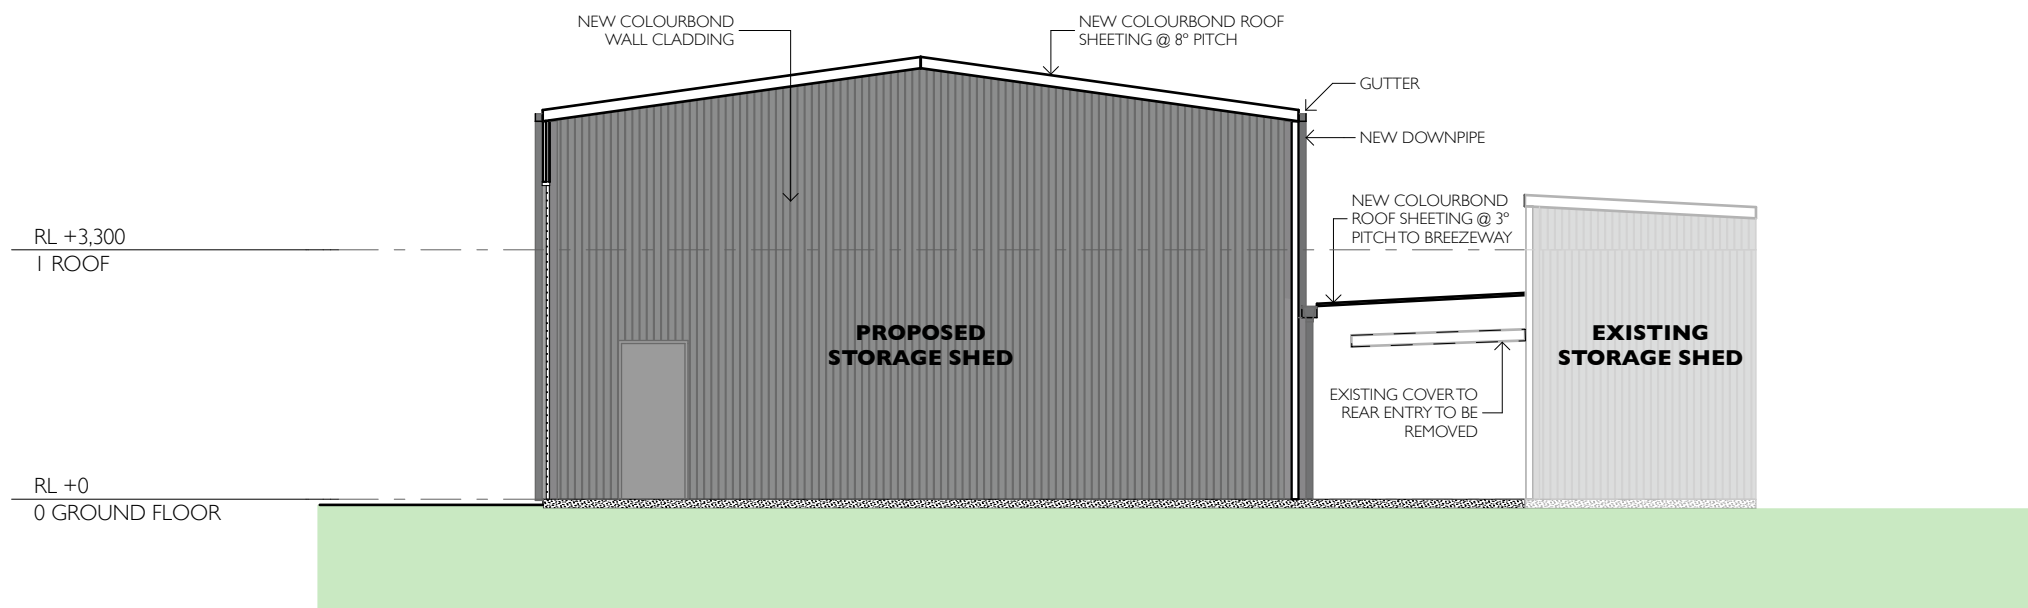 NEW COLOURBOND
WALL CLADDING
NEW COLOURBOND ROOF
SHEETING @ 8º PITCH
GUTTER
NEW DOWNPIPE
NEW COLOURBOND
ROOF SHEETING @ 3º
PITCH TO BREEZEWAY
RL +3,300
1 ROOF
PROPOSED
STORAGE SHED
EXISTING
STORAGE SHED
EXISTING COVER TO
REAR ENTRY TO BE
REMOVED
RL +0
0 GROUND FLOOR